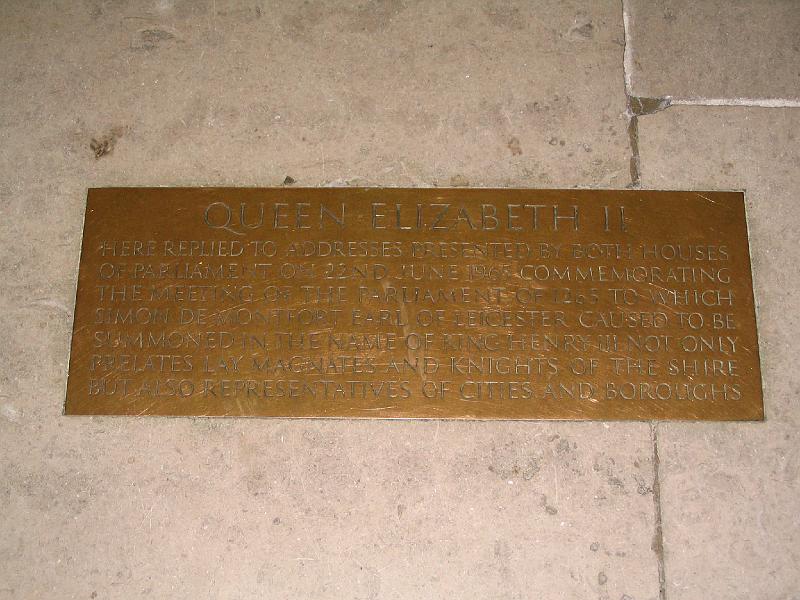 QUEEN ELIZABETH II
HERE REPLIED TO ADDRESSES PRESENTED BY BOTH HOUSES
OF PARLIAMENT ON 22ND JUNE 1965 COMMEMORATING
THE MEETING OF THE PARLIAMENT OF 1265 TO WHICH
SIMON DE MONTFORT EARL OF LEICESTER CAUSED TO BE
SUMMONED IN THE NAME OF KING HENRY III NOT ONLY
PRELATES LAY MAGNATES AND KNIGHTS OF THE SHIRE
BUT ALSO REPRESENTATIVES OF CITIES AND BOROUGHS